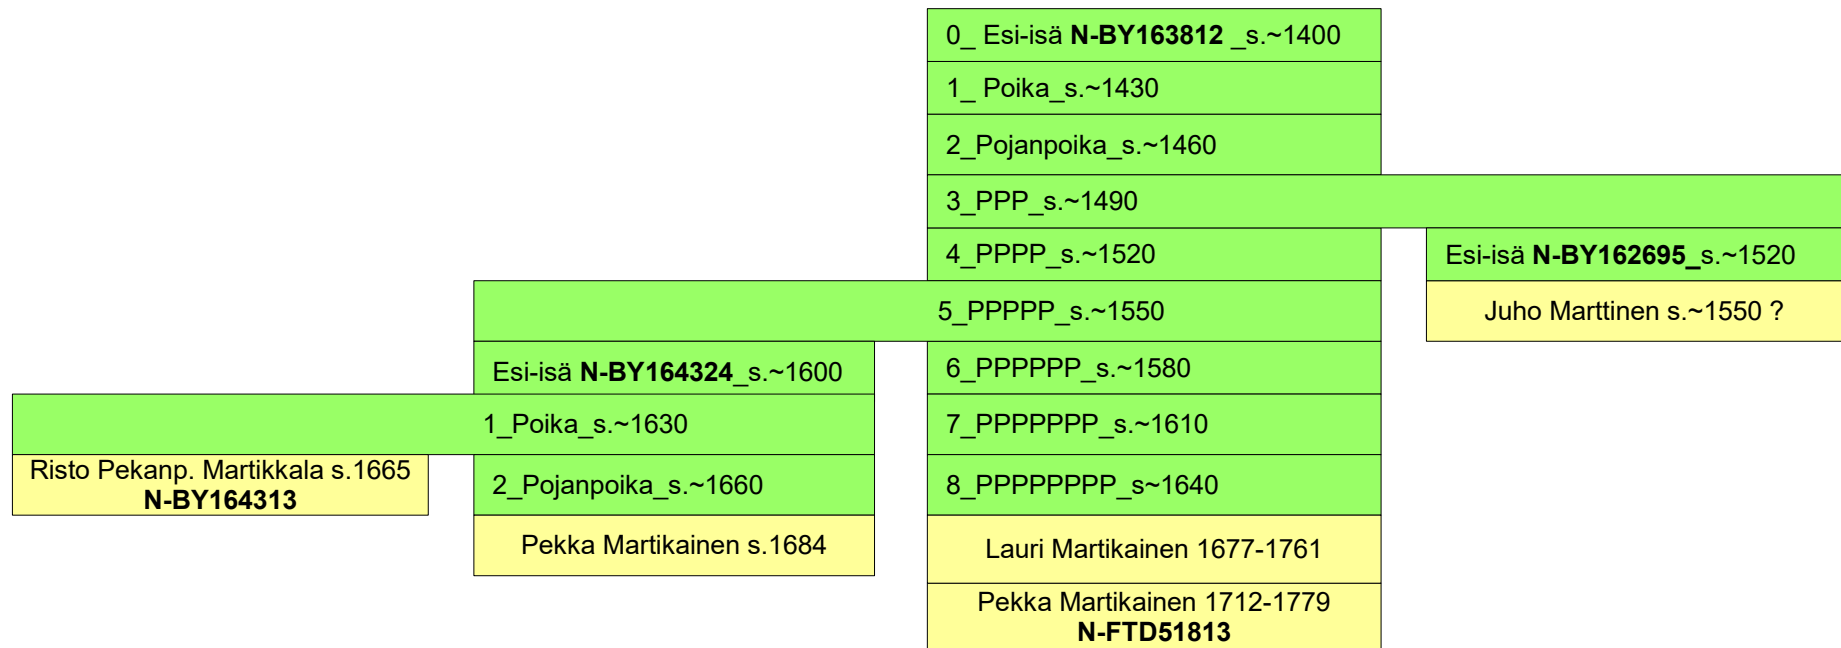 0_ Esi-isä N-BY163812 _s.~1400
1_ Poika_s.~1430
2_Pojanpoika_s.~1460
3_PPP_s.~1490
4_PPPP_s.~1520
Esi-isä N-BY162695_s.~1520
5_PPPPP_s.~1550
Juho Marttinen s.~1550 ?
Esi-isä N-BY164324_s.~1600
6_PPPPPP_s.~1580
1_Poika_s.~1630
7_PPPPPPP_s.~1610
Risto Pekanp. Martikkala s.1665
N-BY164313
2_Pojanpoika_s.~1660
8_PPPPPPPP_s~1640
Pekka Martikainen s.1684
Lauri Martikainen 1677-1761
Pekka Martikainen 1712-1779
N-FTD51813